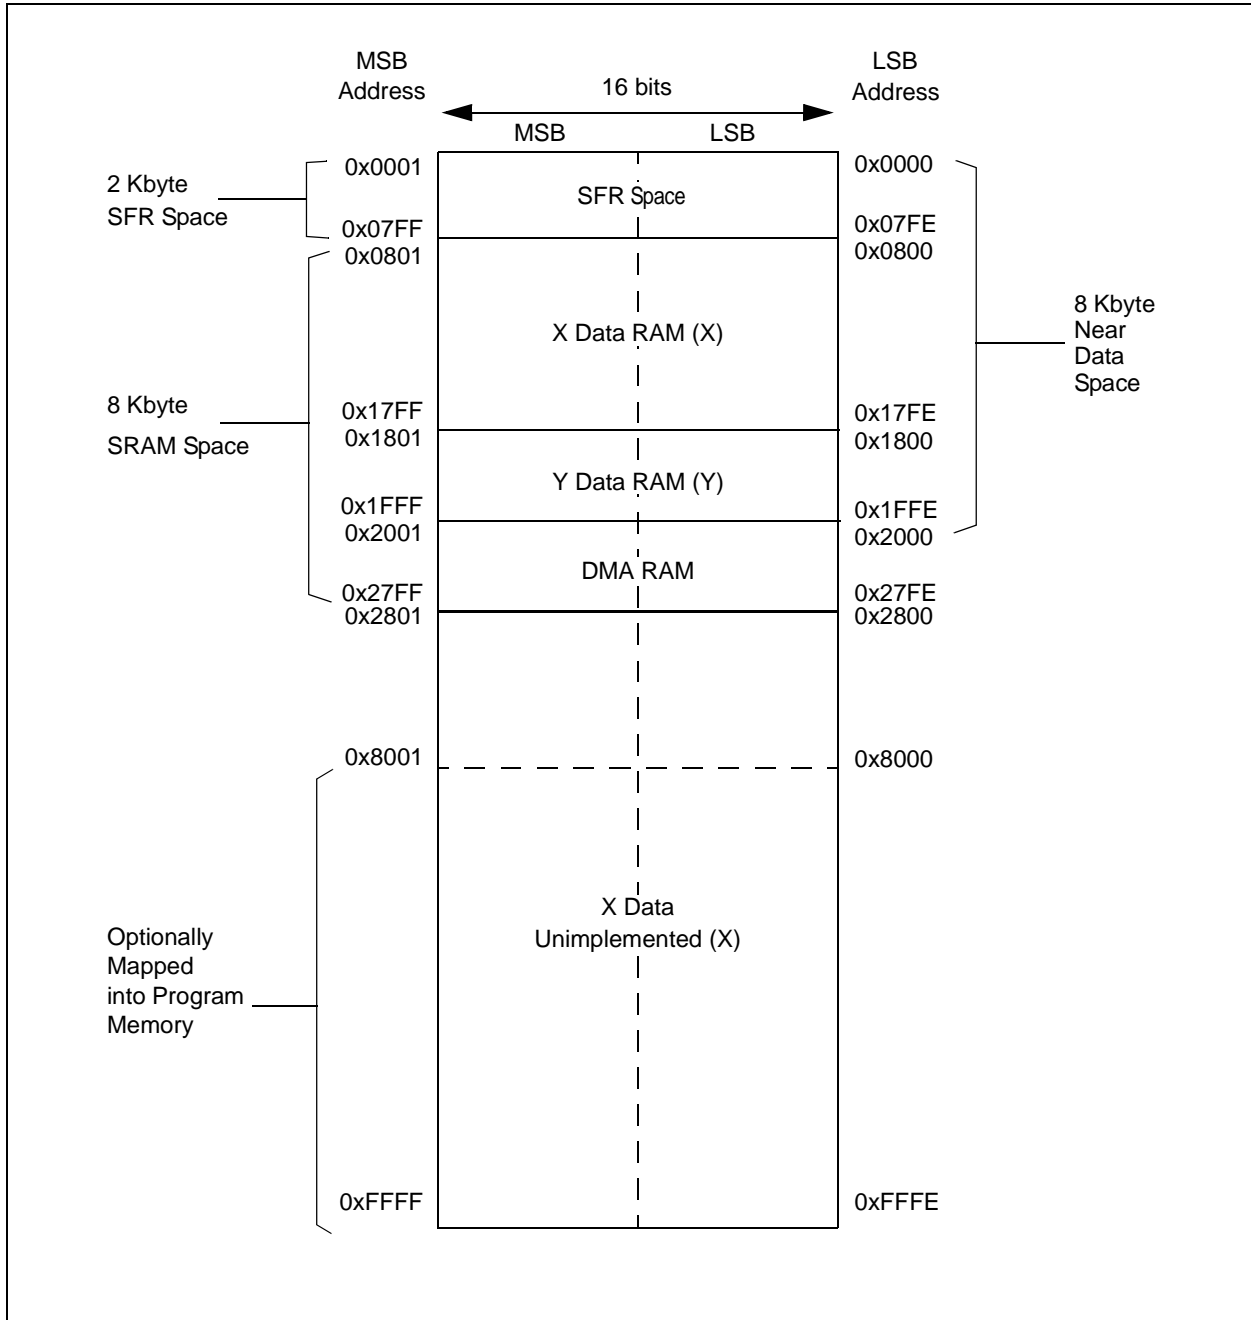 MSB
Address
LSB
Address
16 bits
MSB
LSB
0x0001
0x0000
2 Kbyte
SFR Space
SFR Space
0x07FF
0x07FE
0x0801
0x0800
X Data RAM (X)
8 Kbyte
Near
Data
Space
8 Kbyte
SRAM Space
0x17FF
0x17FE
0x1801
0x1800
Y Data RAM (Y)
0x1FFF
0x1FFE
0x2001
0x2000
DMA RAM
0x27FF
0x27FE
0x2801
0x2800
0x8001
0x8000
X Data
Unimplemented (X)
Optionally
Mapped
into Program
Memory
0xFFFF
0xFFFE